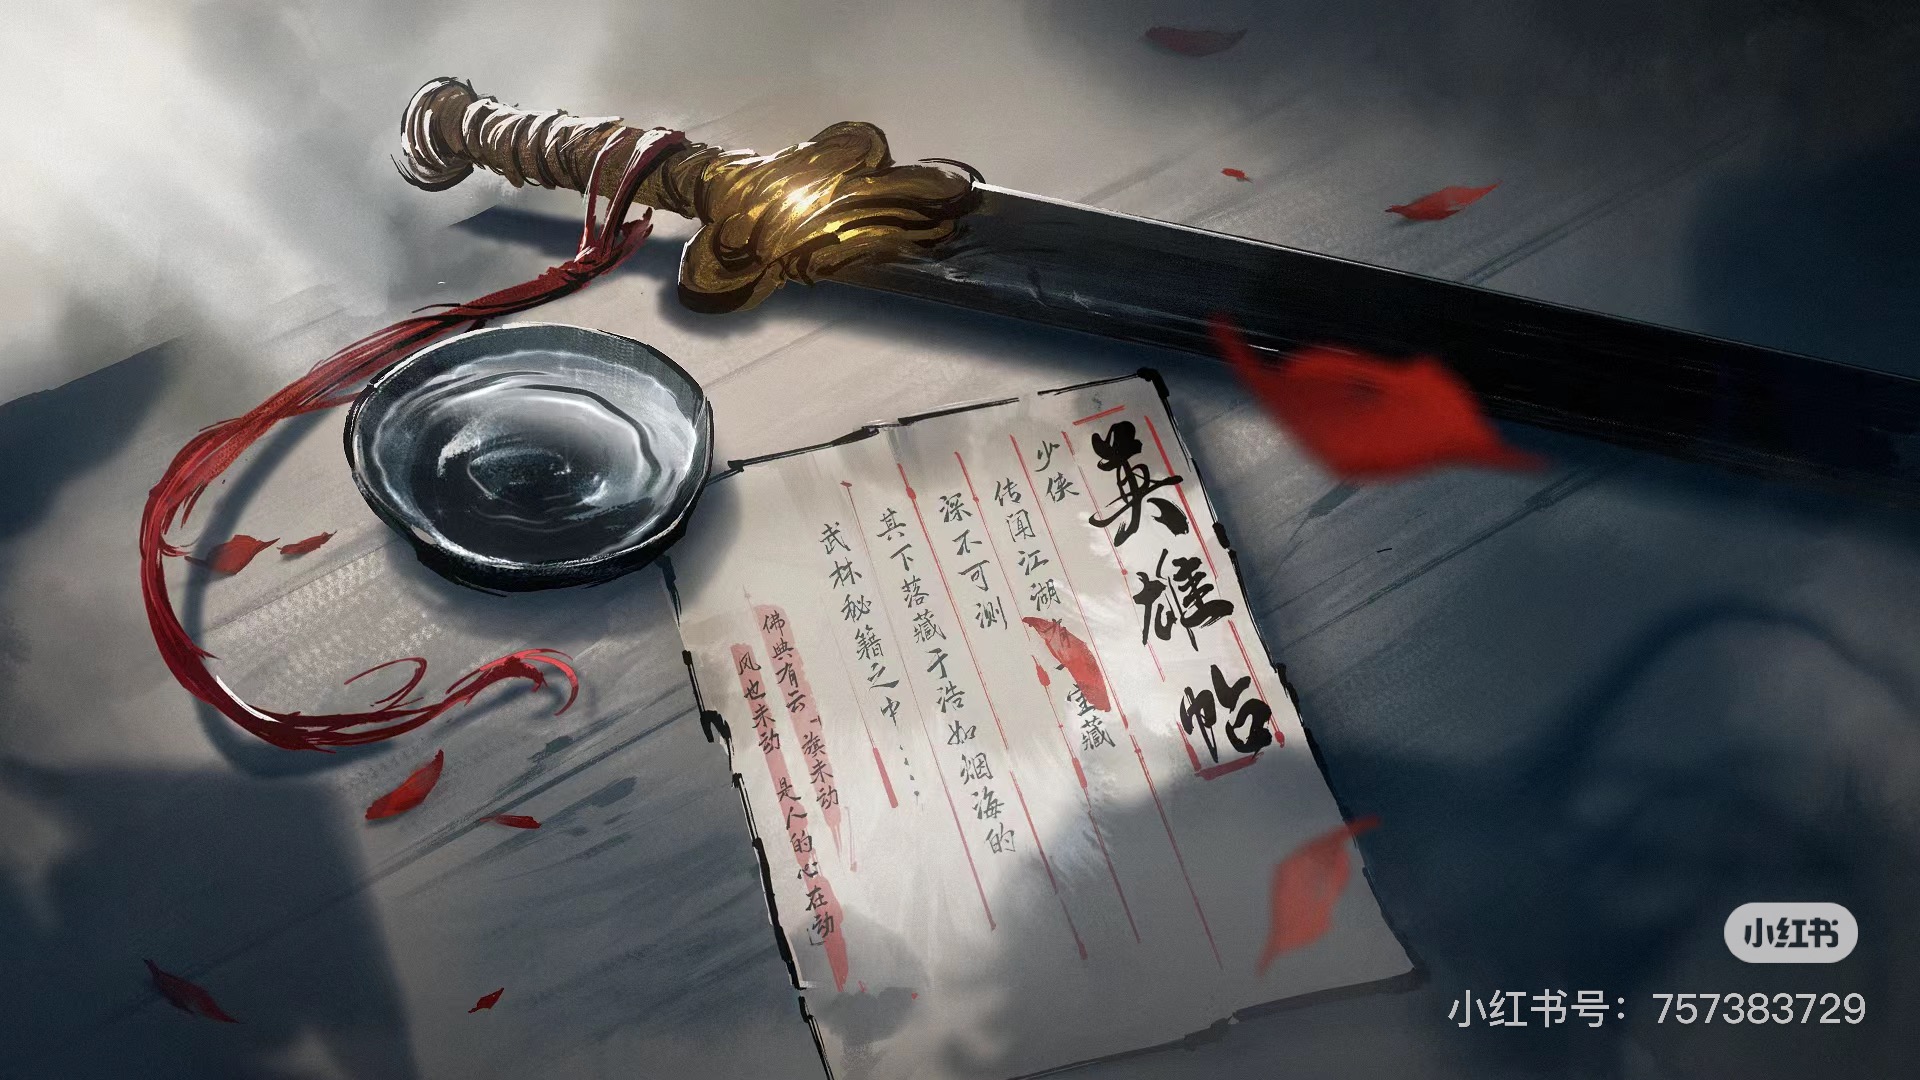 英雄帖
少侠
传闻江湖有一宝藏
深不可测
其下落藏于浩如烟海的
武林秘籍之中……
佛典有云「旗未动
风也未动 是人的心在动」
小红书
小红书号：757383729